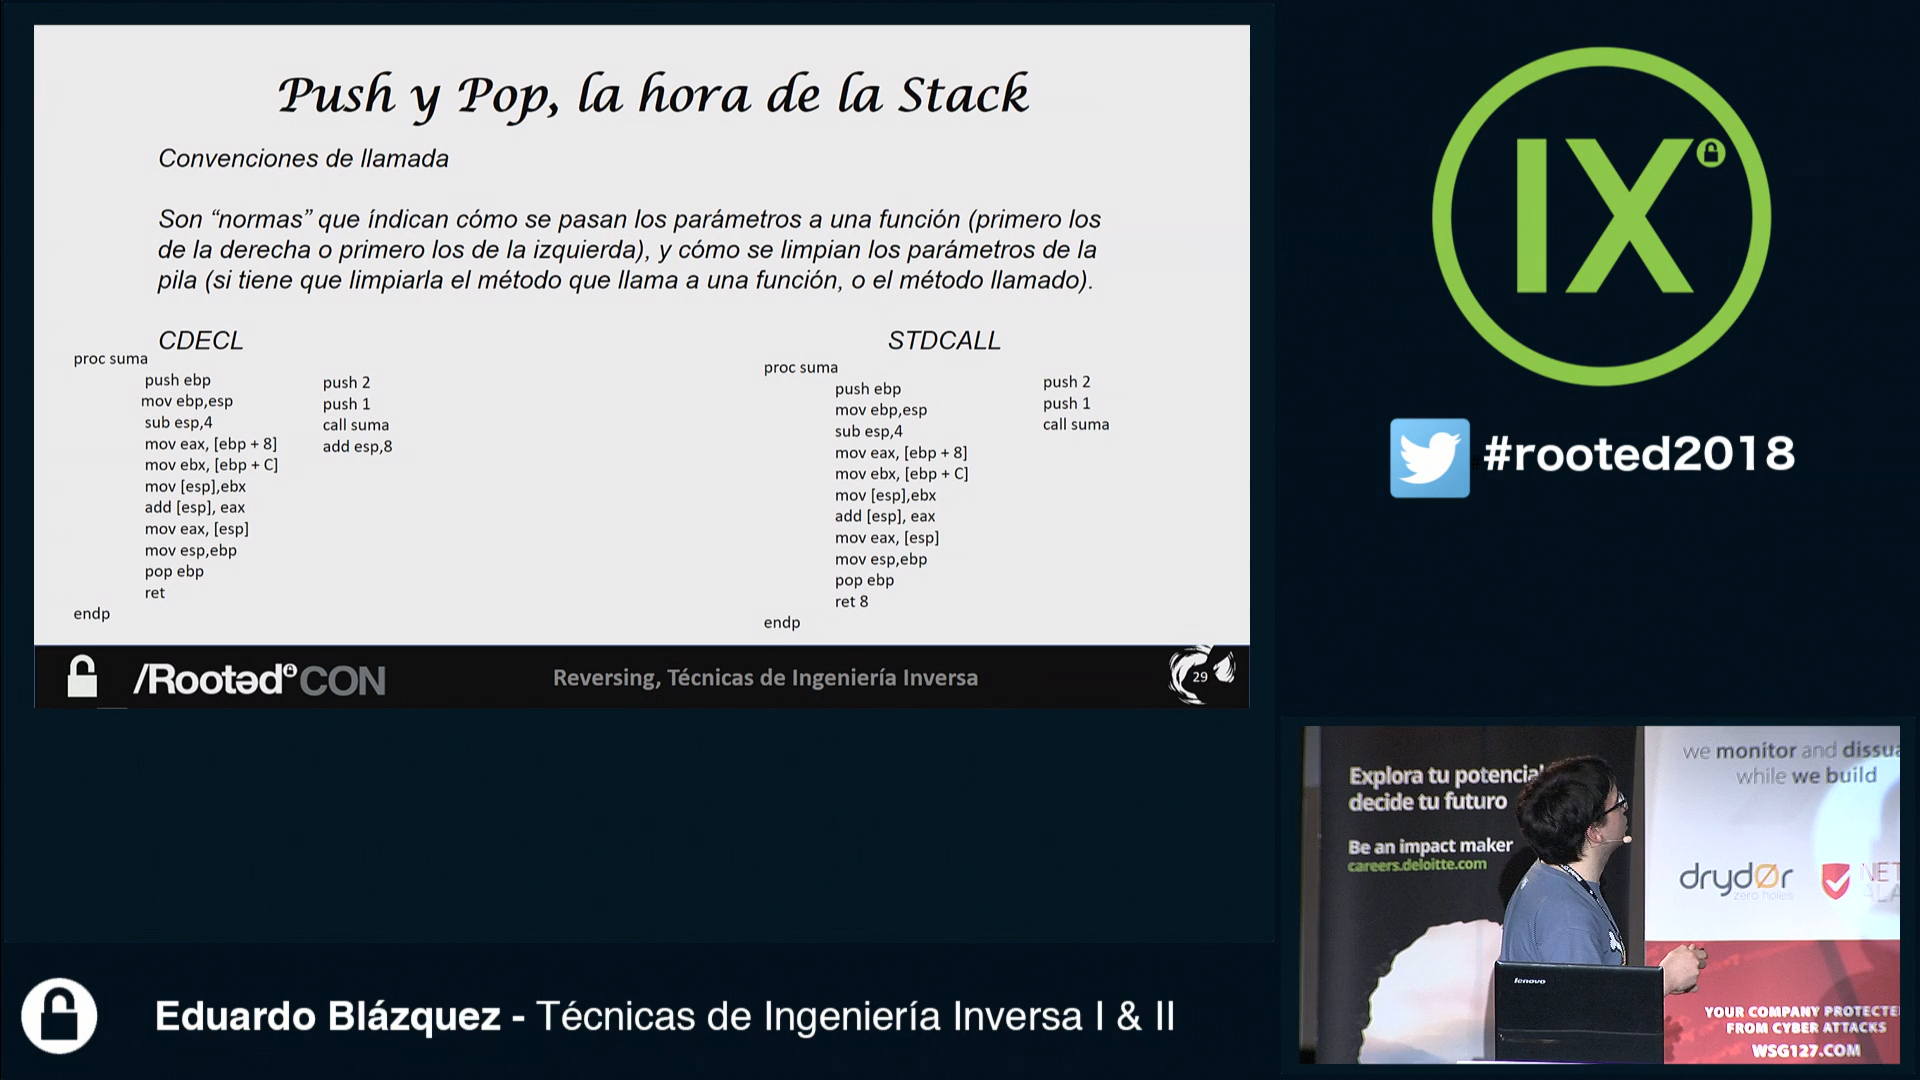 Push y Pop, la hora de la Stack
Convenciones de llamada
Son “normas” que índican cómo se pasan los parámetros a una función (primero los
de la derecha o primero los de la izquierda), y cómo se limpian los parámetros de la
pila (si tiene que limpiarla el método que llama a una función, o el método llamado).
CDECL
proc suma
push ebp
mov ebp,esp
sub esp,4
mov eax, [ebp + 8]
mov ebx, [ebp + C]
mov [esp],ebx
add [esp], eax
mov eax, [esp]
mov esp,ebp
pop ebp
ret
endp
push 2
push 1
call suma
add esp,8
STDCALL
proc suma
push ebp
mov ebp,esp
sub esp,4
mov eax, [ebp + 8]
mov ebx, [ebp + C]
mov [esp],ebx
add [esp], eax
mov eax, [esp]
mov esp,ebp
pop ebp
ret 8
endp
push 2
push 1
call suma
/Rootəd CON
Reversing, Técnicas de Ingeniería Inversa
29
IX
#rooted2018
Explora tu potencial
decide tu futuro
Be an impact maker
careers.deloitte.com
lenovo
we monitor and dissua
while we build
drydØr
zero holes
NET
ALA
YOUR COMPANY PROTECTE
FROM CYBER ATTACKS
WSG127.COM
Eduardo Blázquez - Técnicas de Ingeniería Inversa I & II